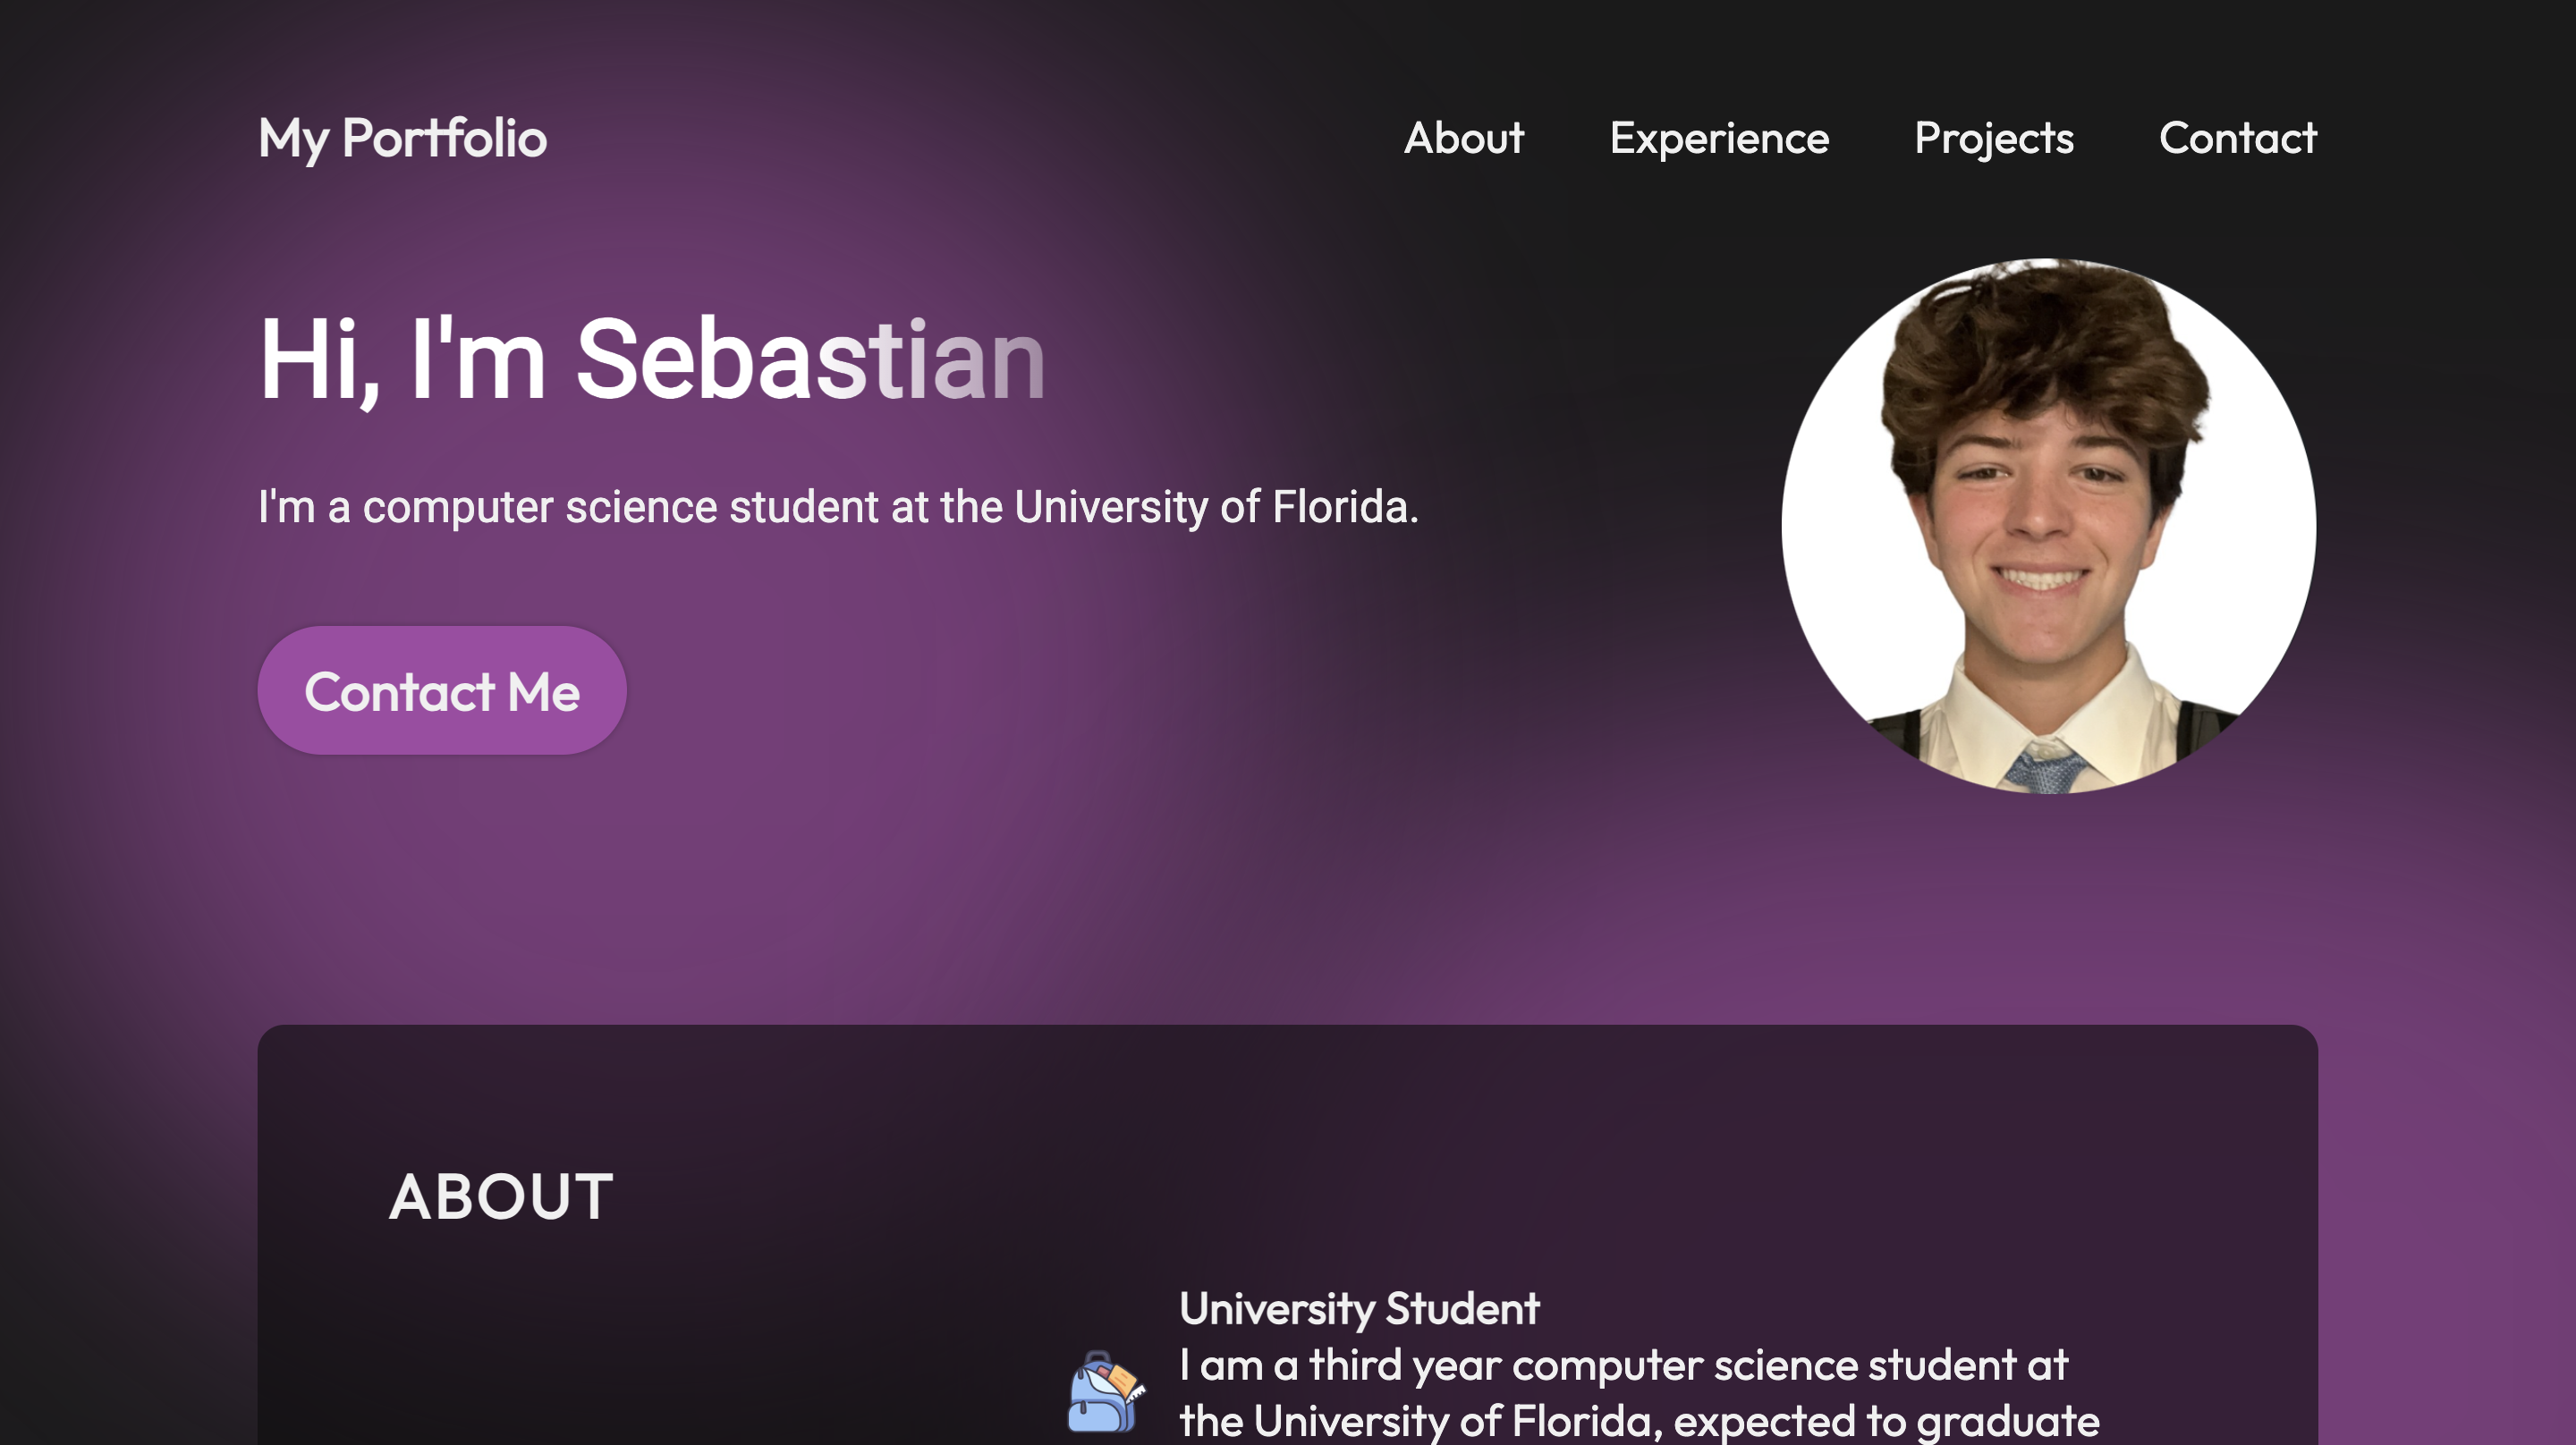 My Portfolio
About Experience Projects Contact
Hi, I'm Sebastian
I'm a computer science student at the University of Florida.
Contact Me
ABOUT
University Student
I am a third year computer science student at
the University of Florida, expected to graduate